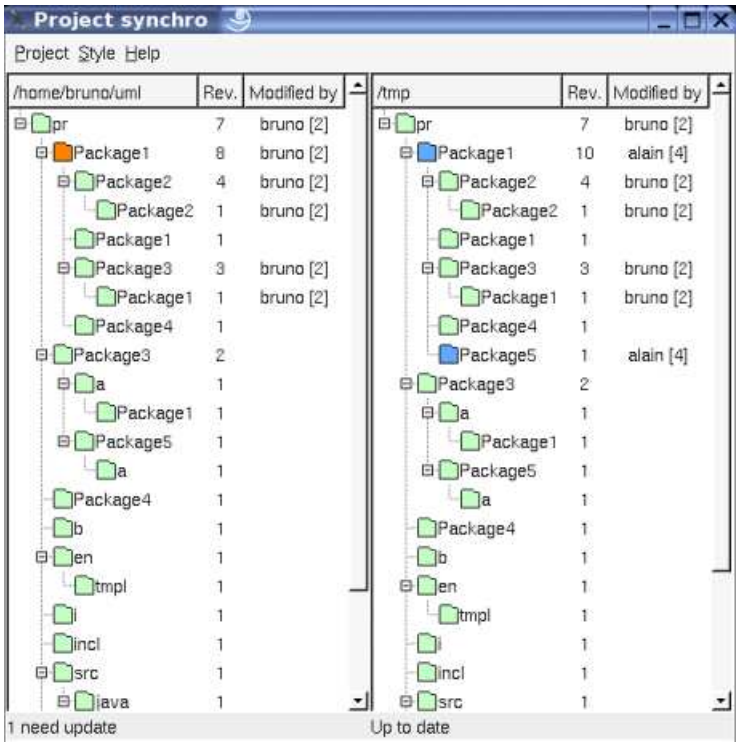 Project synchro
Project Style Help
/home/bruno/uml Rev. Modified by
pr 7 bruno [2]
Package1 8 bruno [2]
Package2 4 bruno [2]
Package2 1 bruno [2]
Package1 1
Package3 3 bruno [2]
Package1 1 bruno [2]
Package4 1
Package3 2
a 1
Package1 1
Package5 1
a 1
Package4 1
b 1
en 1
tmpl 1
i 1
incl 1
src 1
java 1
1 need update
/tmp Rev. Modified by
pr 7 bruno [2]
Package1 10 alain [4]
Package2 4 bruno [2]
Package2 1 bruno [2]
Package1 1
Package3 3 bruno [2]
Package1 1 bruno [2]
Package4 1
Package5 1 alain [4]
Package3 2
a 1
Package1 1
Package5 1
a 1
Package4 1
b 1
en 1
tmpl 1
i 1
incl 1
src 1
Up to date